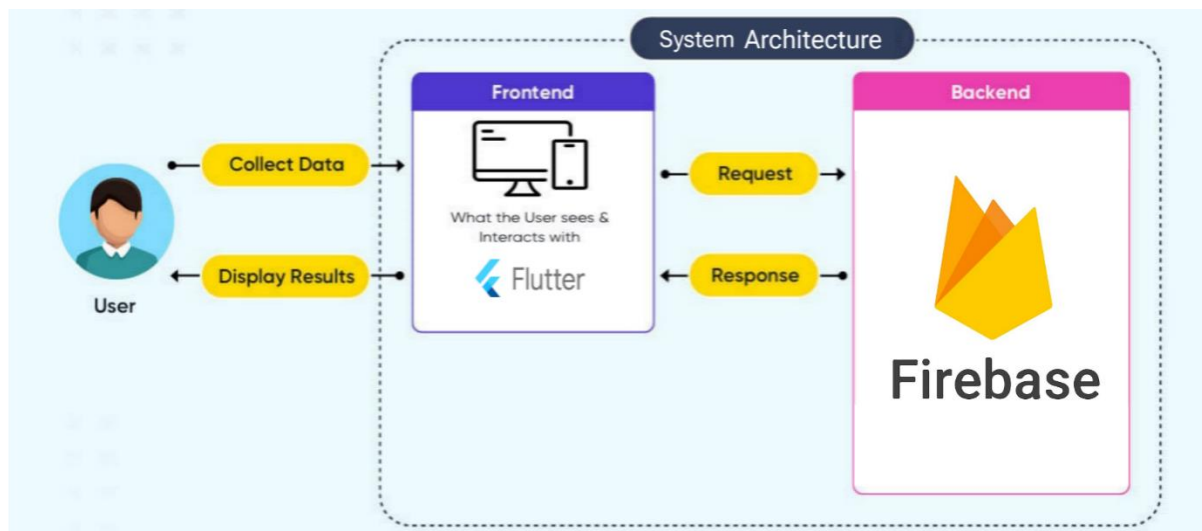 System Architecture
Frontend
Backend
Collect Data
Request
What the User sees &
Interacts with
Flutter
Display Results
Response
User
Firebase